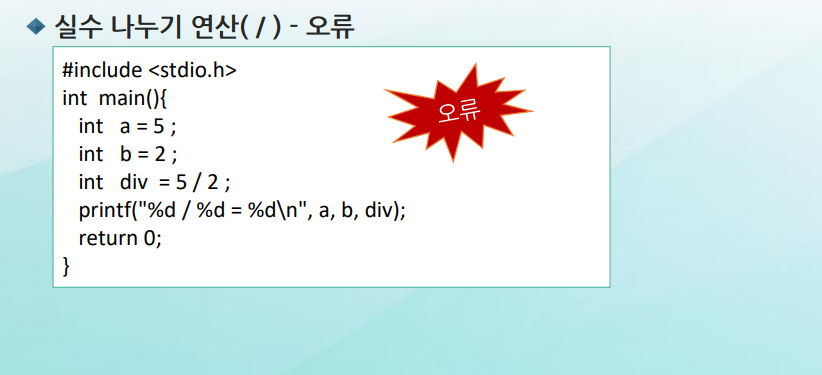 실수 나누기 연산( / ) - 오류
#include <stdio.h>
int main(){
int a = 5 ;
int b = 2 ;
int div = 5 / 2 ;
printf("%d / %d = %d\n", a, b, div);
return 0;
}
오류